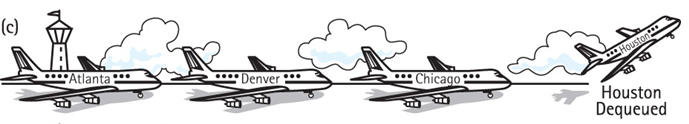 (c)
Atlanta
Denver
Chicago
Houston
Houston
Dequeued